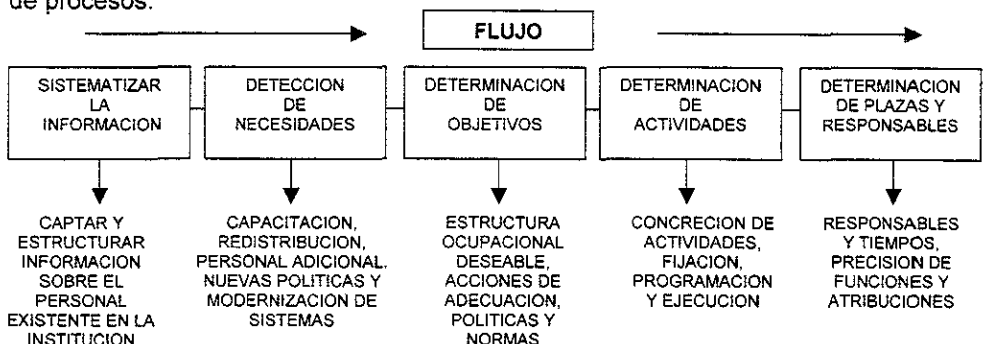 de procesos.
FLUJO
SISTEMATIZAR
LA
INFORMACION
DETECCION
DE
NECESIDADES
DETERMINACION
DE
OBJETIVOS
DETERMINACION
DE
ACTIVIDADES
DETERMINACION
DE PLAZAS Y
RESPONSABLES
CAPTAR Y
ESTRUCTURAR
INFORMACION
SOBRE EL
PERSONAL
EXISTENTE EN LA
INSTITUCION
CAPACITACION,
REDISTRIBUCION,
PERSONAL ADICIONAL,
NUEVAS POLITICAS Y
MODERNIZACION DE
SISTEMAS
ESTRUCTURA
OCUPACIONAL
DESEABLE,
ACCIONES DE
ADECUACION,
POLITICAS Y
NORMAS
CONCRECION DE
ACTIVIDADES,
FIJACION,
PROGRAMACION
Y EJECUCION
RESPONSABLES
Y TIEMPOS,
PRECISION DE
FUNCIONES Y
ATRIBUCIONES